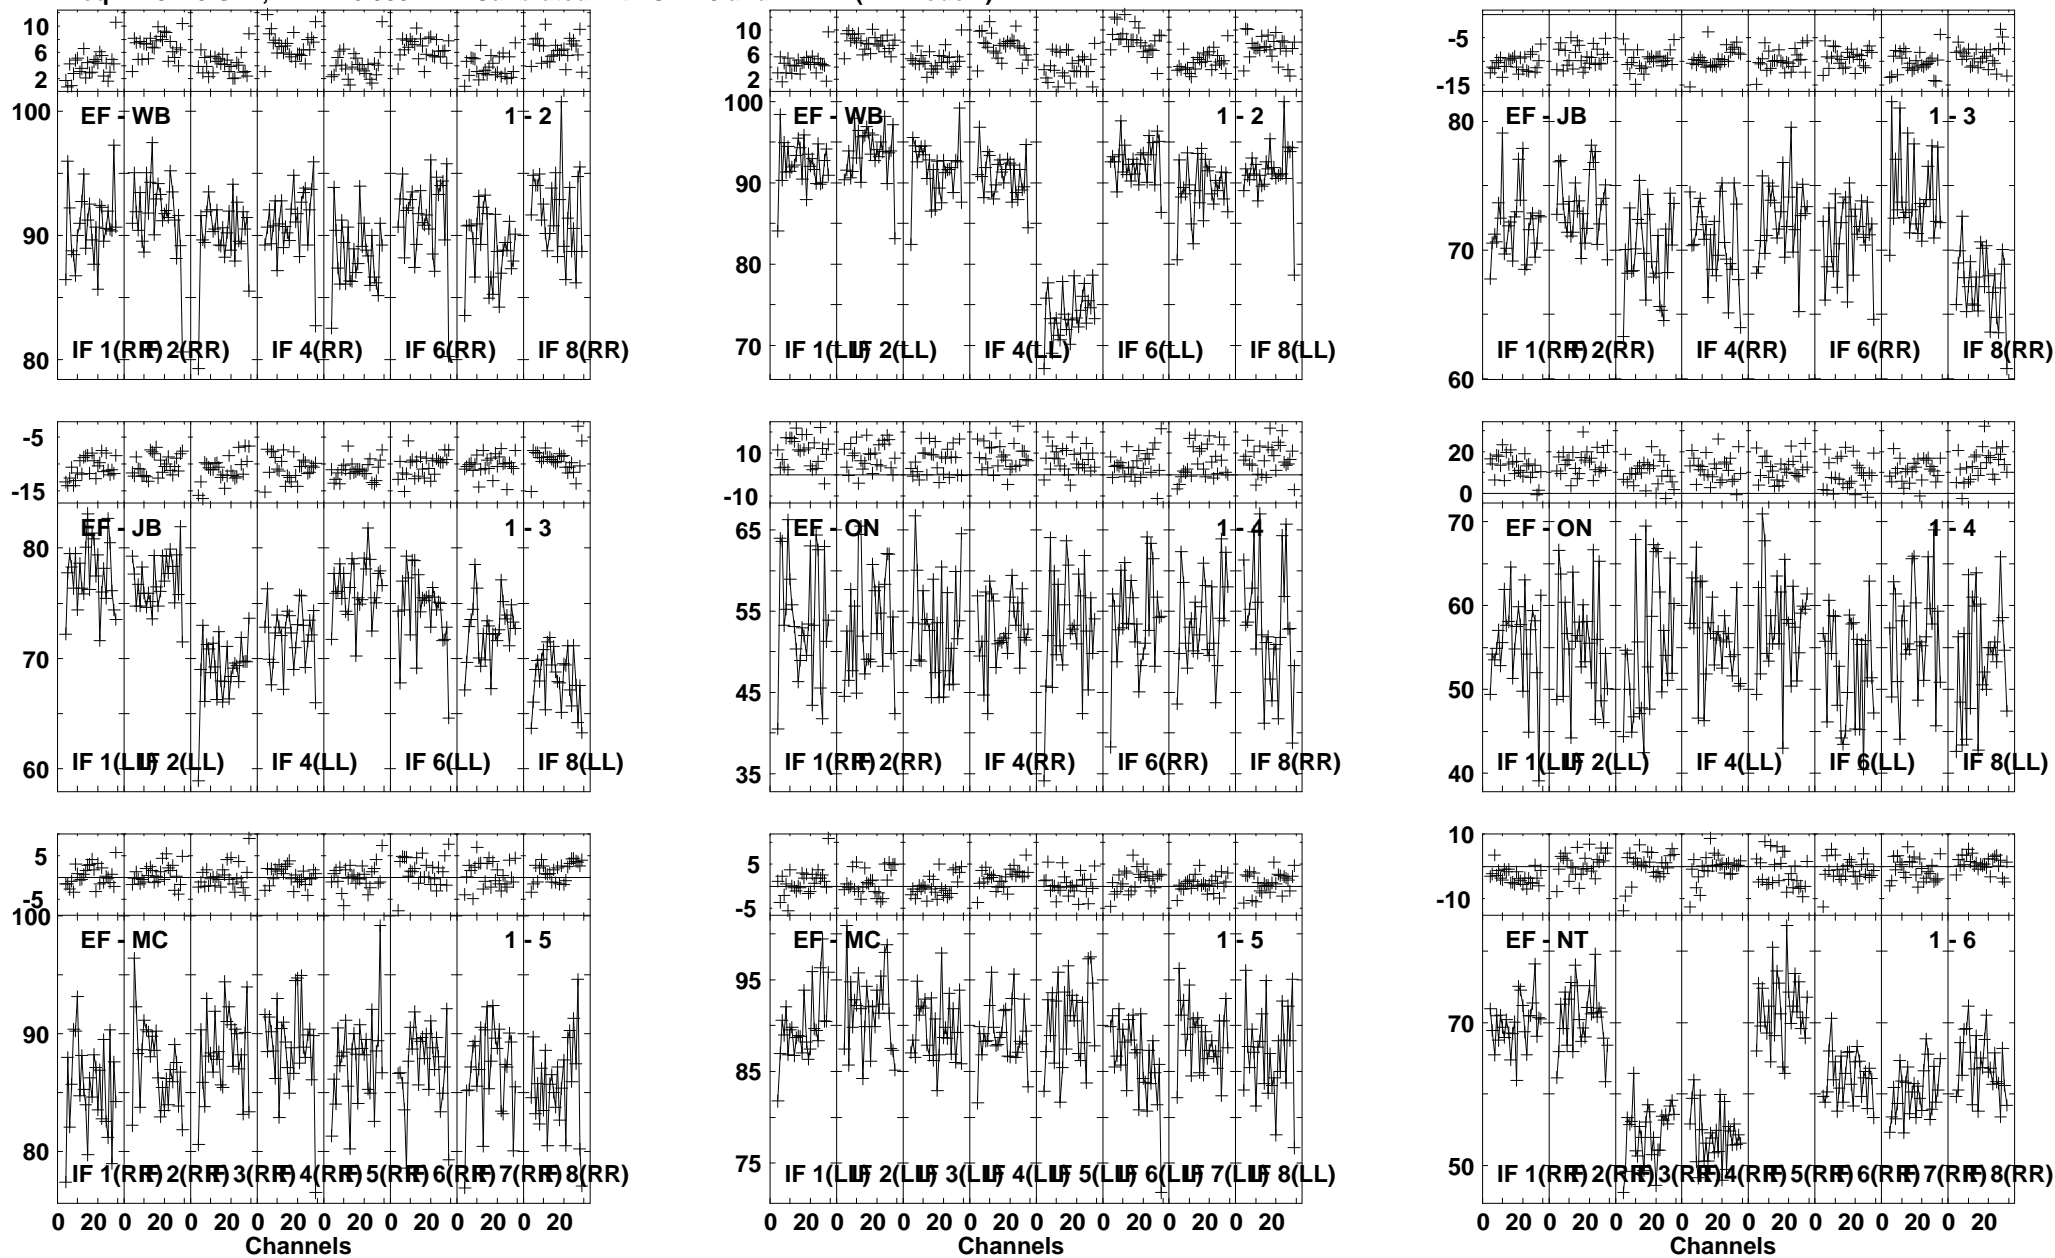 10
6
2
100
90
80
EF - WB
1 - 2
IF 1(RR)
IF 2(RR)
IF 4(RR)
IF 6(RR)
IF 8(RR)
10
6
2
100
90
80
70
EF - WB
1 - 2
IF 1(LL)
IF 2(LL)
IF 4(LL)
IF 6(LL)
IF 8(LL)
-5
-15
80
70
60
EF - JB
1 - 3
IF 1(RR)
IF 2(RR)
IF 4(RR)
IF 6(RR)
IF 8(RR)
-5
-15
80
70
60
EF - JB
1 - 3
IF 1(LL)
IF 2(LL)
IF 4(LL)
IF 6(LL)
IF 8(LL)
10
-10
65
55
45
35
EF - ON
1 - 4
IF 1(RR)
IF 2(RR)
IF 4(RR)
IF 6(RR)
IF 8(RR)
20
0
70
60
50
40
EF - ON
1 - 4
IF 1(LL)
IF 2(LL)
IF 4(LL)
IF 6(LL)
IF 8(LL)
5
-5
100
90
80
EF - MC
1 - 5
IF 1(RR)
IF 2(RR)
IF 3(RR)
IF 4(RR)
IF 5(RR)
IF 6(RR)
IF 7(RR)
IF 8(RR)
0 20 0 20 0 20 0 20 0 20 0 20 0 20 0 20
Channels
5
-5
95
85
75
EF - MC
1 - 5
IF 1(LL)
IF 2(LL)
IF 3(LL)
IF 4(LL)
IF 5(LL)
IF 6(LL)
IF 7(LL)
IF 8(LL)
0 20 0 20 0 20 0 20 0 20 0 20 0 20 0 20
Channels
10
-10
70
50
EF - NT
1 - 6
IF 1(RR)
IF 2(RR)
IF 3(RR)
IF 4(RR)
IF 5(RR)
IF 6(RR)
IF 7(RR)
IF 8(RR)
0 20 0 20 0 20 0 20 0 20 0 20 0 20 0 20
Channels